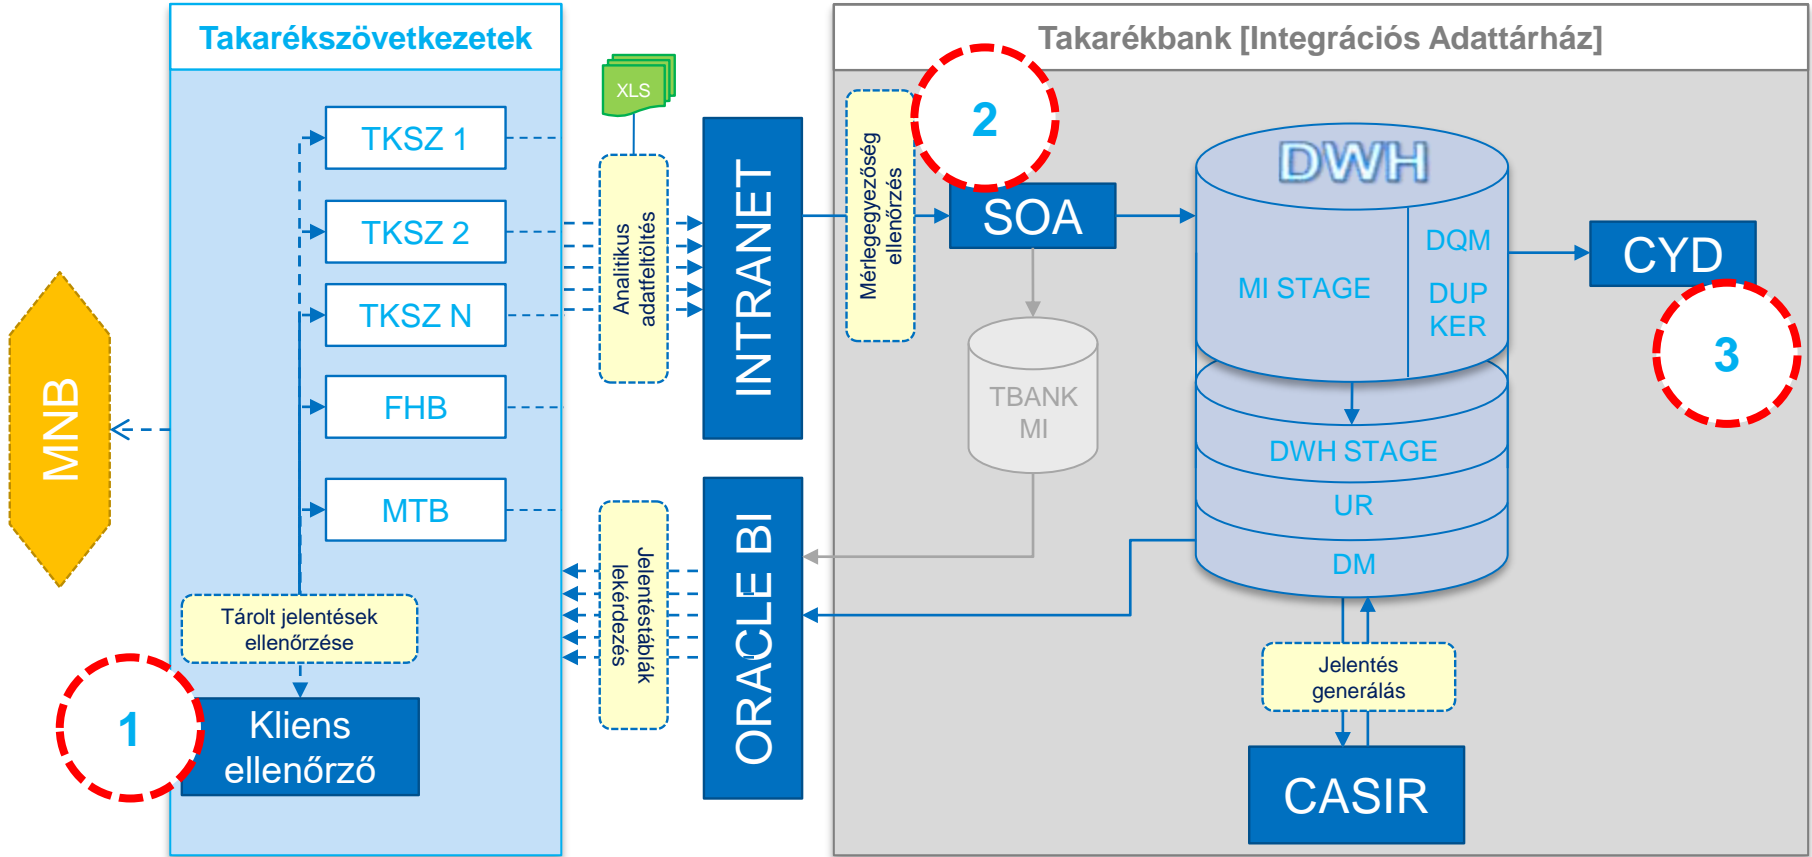 Takarékszövetkezetek
Takarékbank [Integrációs Adattárház]
XLS
TKSZ 1
TKSZ 2
TKSZ N
FHB
MTB
MNB
Tárolt jelentések
ellenőrzése
1
Kliens
ellenőrző
Analitikus
adatfeltöltés
INTRANET
Jelentéstáblák
lekérdezés
ORACLE BI
Mérlegegyezőség
ellenőrzés
2
SOA
TBANK
MI
DWH
MI STAGE
DQM
DUP
KER
DWH STAGE
UR
DM
CYD
3
Jelentés
generálás
CASIR